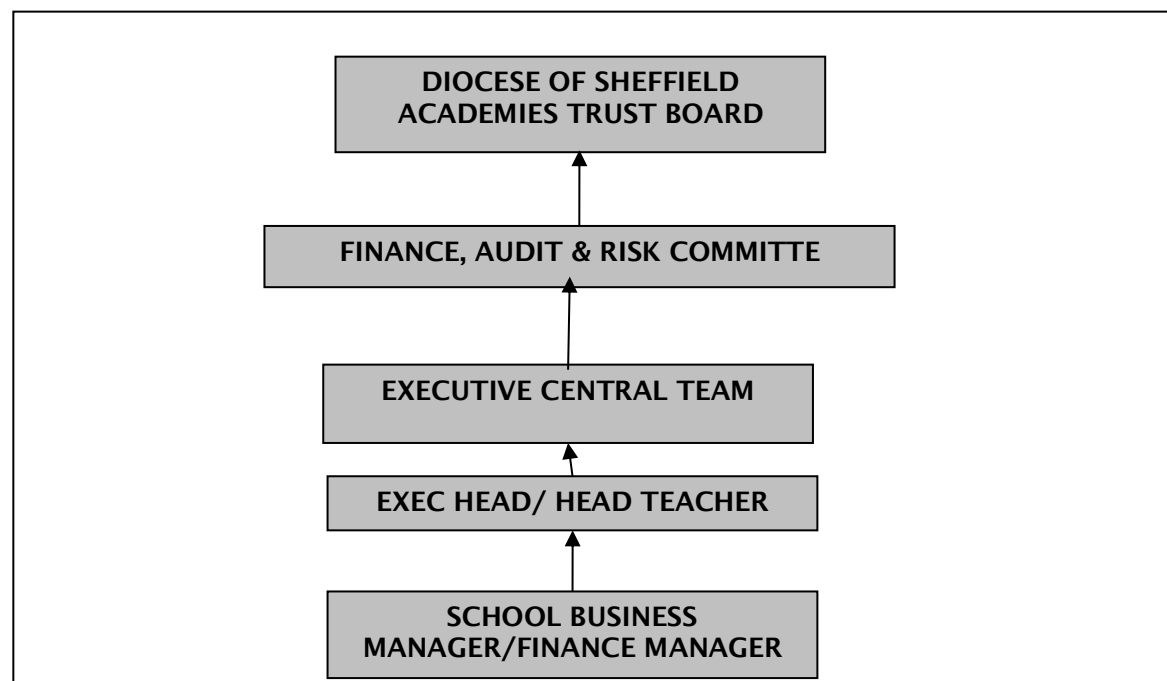 DIOCESE OF SHEFFIELD
ACADEMIES TRUST BOARD
FINANCE, AUDIT & RISK COMMITTE
EXECUTIVE CENTRAL TEAM
EXEC HEAD/ HEAD TEACHER
SCHOOL BUSINESS
MANAGER/FINANCE MANAGER